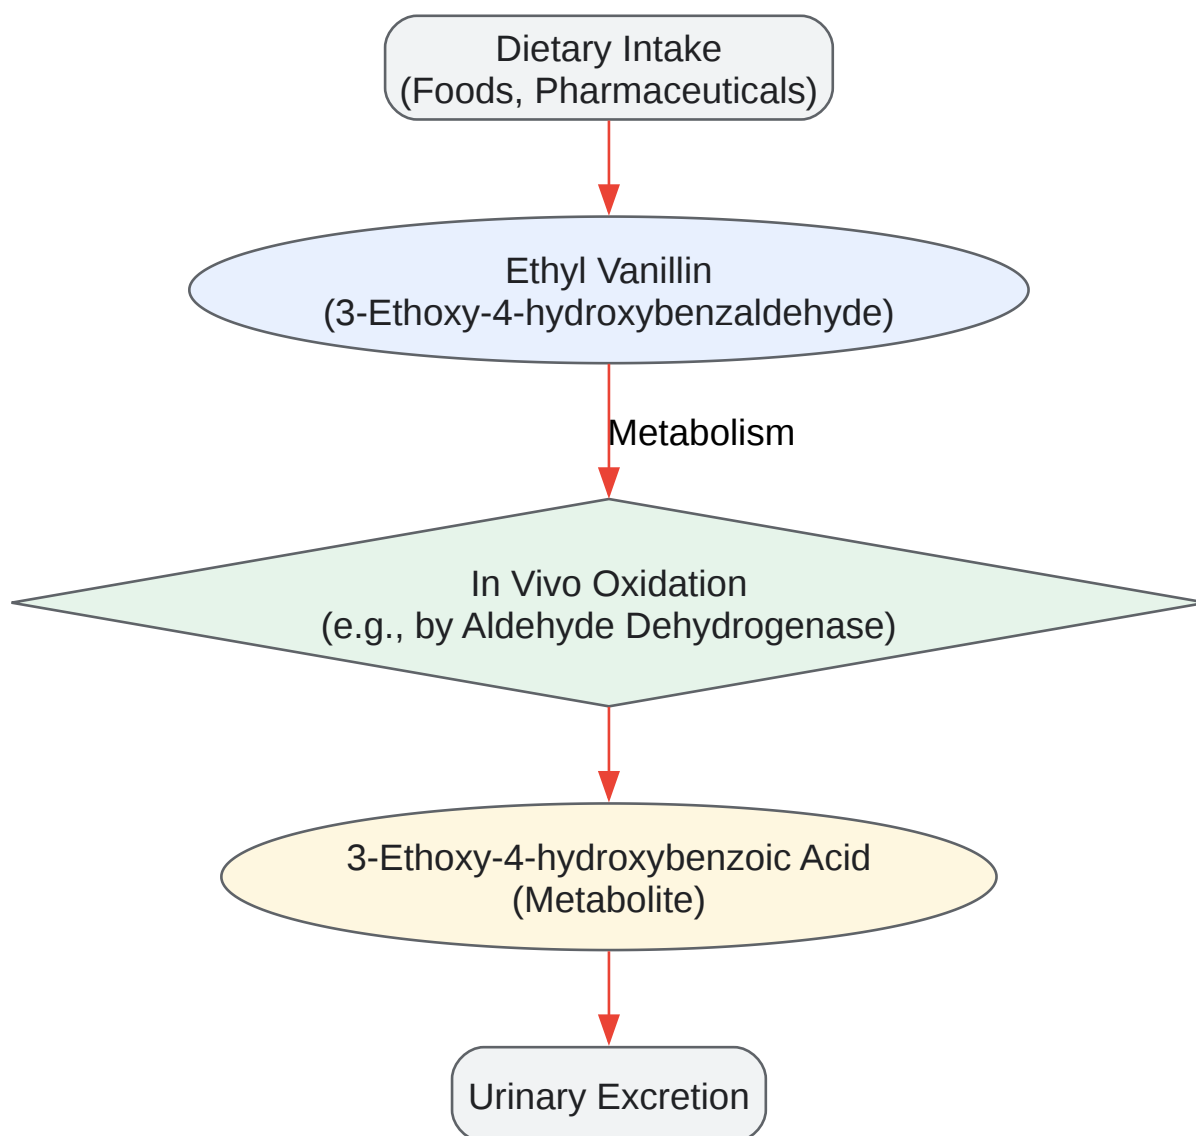 Dietary Intake
(Foods, Pharmaceuticals)
Ethyl Vanillin
(3-Ethoxy-4-hydroxybenzaldehyde)
Metabolism
In Vivo Oxidation
(e.g., by Aldehyde Dehydrogenase)
3-Ethoxy-4-hydroxybenzoic Acid
(Metabolite)
Urinary Excretion